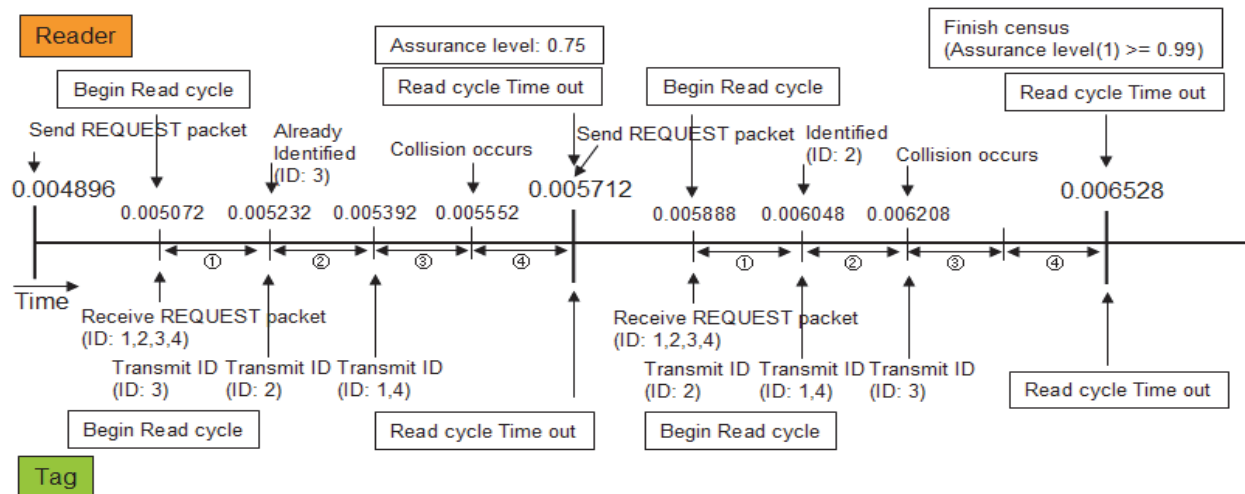 Reader
Assurance level: 0.75
Finish census
(Assurance level(1) >= 0.99)
Begin Read cycle
Read cycle Time out
Begin Read cycle
Read cycle Time out
Send REQUEST packet
Already
Identified
(ID: 3)
Collision occurs
Send REQUEST packet
Identified
(ID: 2)
Collision occurs
0.004896
0.005072
0.005232
0.005392
0.005552
0.005712
0.005888
0.006048
0.006208
0.006528
① ② ③ ④ ① ② ③ ④
Time
Receive REQUEST packet
(ID: 1,2,3,4)
Receive REQUEST packet
(ID: 1,2,3,4)
Transmit ID
(ID: 3)
Transmit ID
(ID: 2)
Transmit ID
(ID: 1,4)
Transmit ID
(ID: 2)
Transmit ID
(ID: 1,4)
Transmit ID
(ID: 3)
Begin Read cycle
Read cycle Time out
Begin Read cycle
Read cycle Time out
Tag